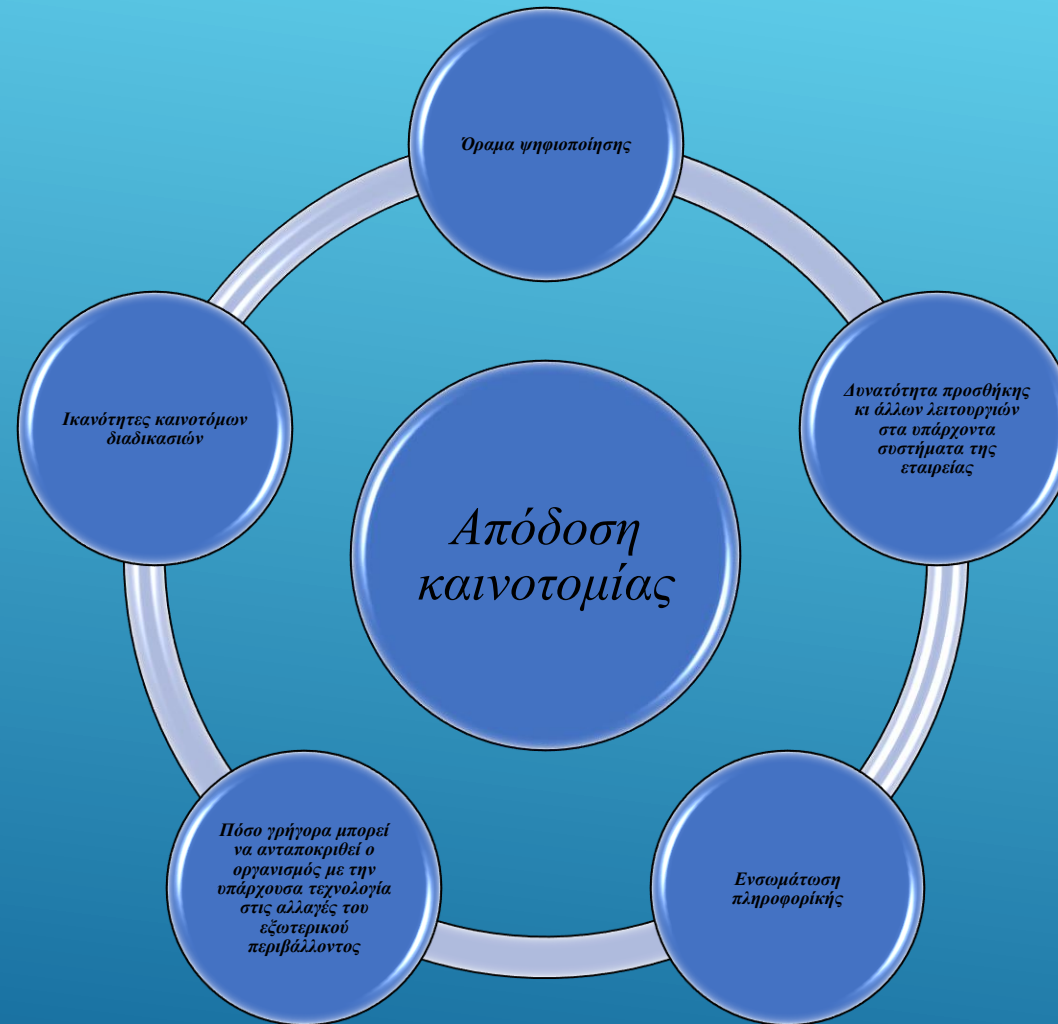 Όραμα ψηφιοποίησης
Δυνατότητα προσθήκης
κι άλλων λειτουργιών
στα υπάρχοντα
συστήματα της
εταιρείας
Ικανότητες καινοτόμων
διαδικασιών
Απόδοση
καινοτομίας
Πόσο γρήγορα μπορεί
να ανταποκριθεί ο
οργανισμός με την
υπάρχουσα τεχνολογία
στις αλλαγές του
εξωτερικού
περιβάλλοντος
Ενσωμάτωση
πληροφορίκής